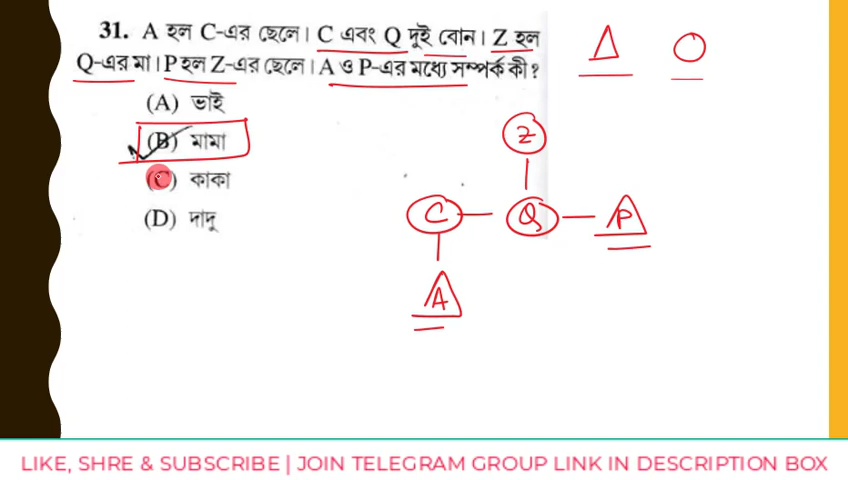 31. A হল C-এর ছেলে। C এবং Q দুই বোন। Z হল
Q-এর মা। P হল Z-এর ছেলে। A ও P-এর মধ্যে সম্পর্ক কী?
(A) ভাই
(B) মামা
(C) কাকা
(D) দাদু
Z
C Q P
A
LIKE, SHRE & SUBSCRIBE | JOIN TELEGRAM GROUP LINK IN DESCRIPTION BOX